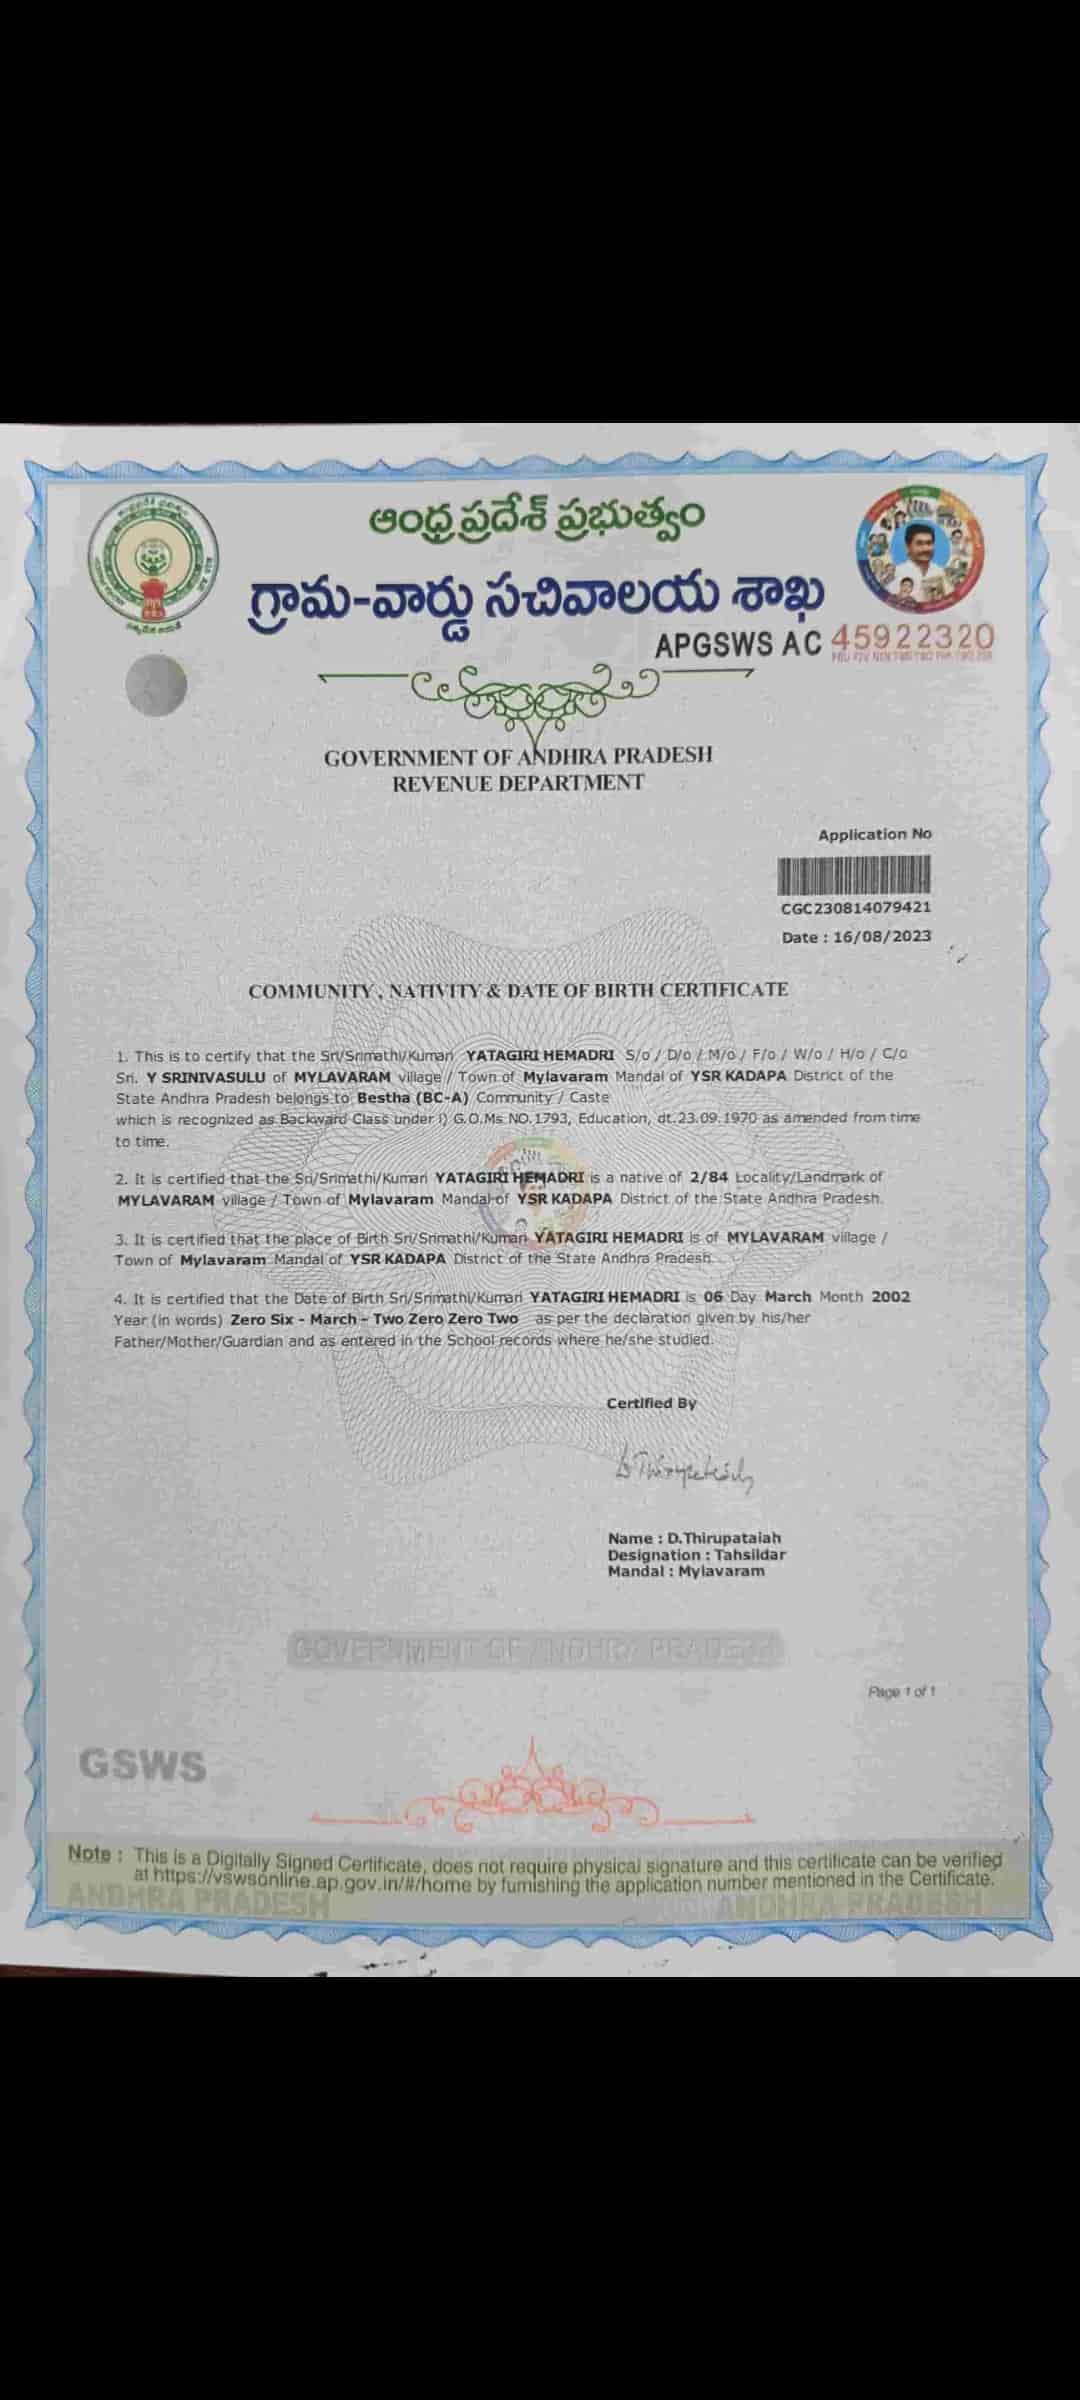 ఆంధ్ర ప్రదేశ్ ప్రభుత్వం
గ్రామ-వార్డు సచివాలయ శాఖ
APGSWS AC 45922320
GOVERNMENT OF ANDHRA PRADESH
REVENUE DEPARTMENT
Application No
CGC230814079421
Date : 16/08/2023
COMMUNITY , NATIVITY & DATE OF BIRTH CERTIFICATE
1. This is to certify that the Sri/Srimathi/Kumari YATAGIRI HEMADRI S/o / D/o / M/o / F/o / W/o / H/o / C/o
Sri. Y SRINIVASULU of MYLAVARAM village / Town of Mylavaram Mandal of YSR KADAPA District of the
State Andhra Pradesh belongs to Bestha (BC-A) Community / Caste
which is recognized as Backward Class under i) G.O.Ms NO.1793, Education, dt.23.09.1970 as amended from time
to time.
2. It is certified that the Sri/Srimathi/Kumari YATAGIRI HEMADRI is a native of 2/84 Locality/Landmark of
MYLAVARAM village / Town of Mylavaram Mandal of YSR KADAPA District of the State Andhra Pradesh.
3. It is certified that the place of Birth Sri/Srimathi/Kumari YATAGIRI HEMADRI is of MYLAVARAM village /
Town of Mylavaram Mandal of YSR KADAPA District of the State Andhra Pradesh.
4. It is certified that the Date of Birth Sri/Srimathi/Kumari YATAGIRI HEMADRI is 06 Day March Month 2002
Year (in words) Zero Six - March - Two Zero Zero Two as per the declaration given by his/her
Father/Mother/Guardian and as entered in the School records where he/she studied.
Certified By
D Thirupataiah
Name : D.Thirupataiah
Designation : Tahsildar
Mandal : Mylavaram
GOVERNMENT OF ANDHRA PRADESH
Page 1 of 1
GSWS
Note : This is a Digitally Signed Certificate, does not require physical signature and this certificate can be verified
at https://vswsonline.ap.gov.in/#/home by furnishing the application number mentioned in the Certificate.
ANDHRA PRADESH ANDHRA PRADESH